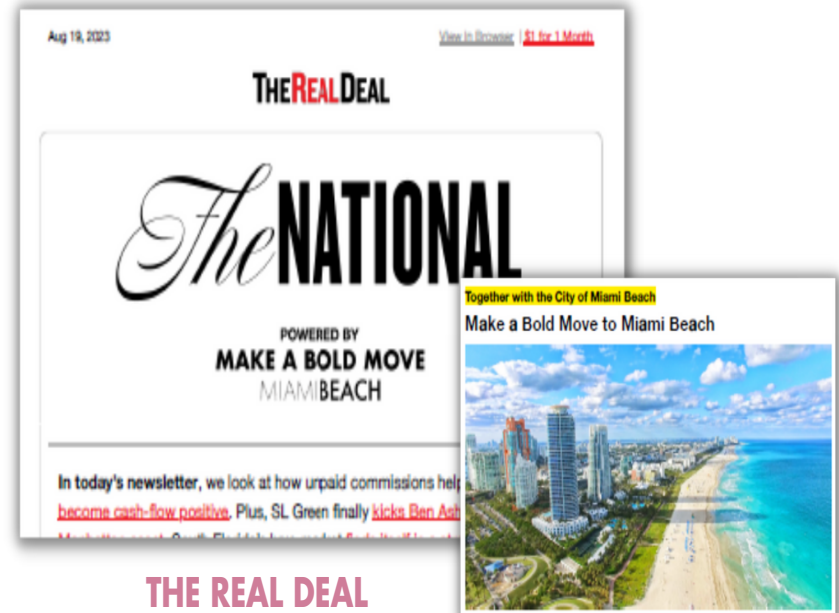 Aug 19, 2023
View in Browser | $1 for 1 Month
THEREALDEAL
The NATIONAL
POWERED BY
MAKE A BOLD MOVE
MIAMIBEACH
In today's newsletter, we look at how unpaid commissions help
become cash-flow positive. Plus, SL Green finally kicks Ben Ash
Together with the City of Miami Beach
Make a Bold Move to Miami Beach
THE REAL DEAL